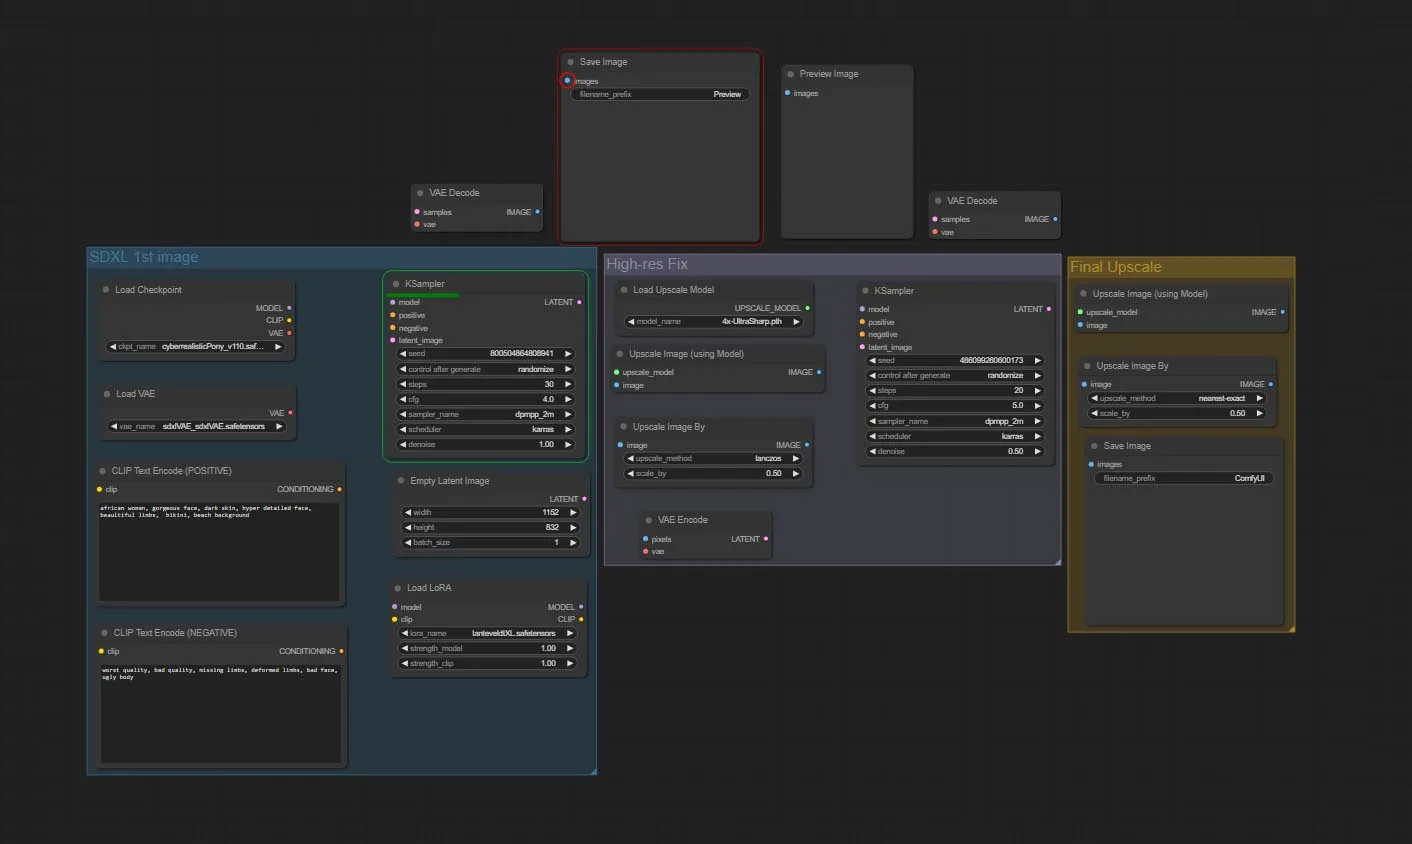 Save Image
images
filename_prefix Preview
Preview Image
images
VAE Decode
samples IMAGE
vae
VAE Decode
samples IMAGE
vae
SDXL 1st image
Load Checkpoint
MODEL
CLIP
VAE
ckpt_name cyberrealisticPony_v110.saf...
Load VAE
VAE
vae_name sdxlVAE_sdxlVAE.safetensors
CLIP Text Encode (POSITIVE)
clip CONDITIONING
african woman, gorgeous face, dark skin, hyper detailed face,
beaultiful limbs, bikini, beach background
CLIP Text Encode (NEGATIVE)
clip CONDITIONING
worst quality, bad quality, missing limbs, deformed limbs, bad face,
ugly body
KSampler
model LATENT
positive
negative
latent_image
seed 800504864808941
control after generate randomize
steps 30
cfg 4.0
sampler_name dpmpp_2m
scheduler karras
denoise 1.00
Empty Latent Image
LATENT
width 1152
height 832
batch_size 1
Load LoRA
model MODEL
clip CLIP
lora_name lanteveldtXL.safetensors
strength_model 1.00
strength_clip 1.00
High-res Fix
Load Upscale Model
UPSCALE_MODEL
model_name 4x-UltraSharp.pth
Upscale Image (using Model)
upscale_model IMAGE
image
Upscale Image By
image IMAGE
upscale_method lanczos
scale_by 0.50
VAE Encode
pixels LATENT
vae
KSampler
model LATENT
positive
negative
latent_image
seed 486099260600173
control after generate randomize
steps 20
cfg 5.0
sampler_name dpmpp_2m
scheduler karras
denoise 0.50
Final Upscale
Upscale Image (using Model)
upscale_model IMAGE
image
Upscale Image By
image IMAGE
upscale_method nearest-exact
scale_by 0.50
Save Image
images
filename_prefix ComfyUI